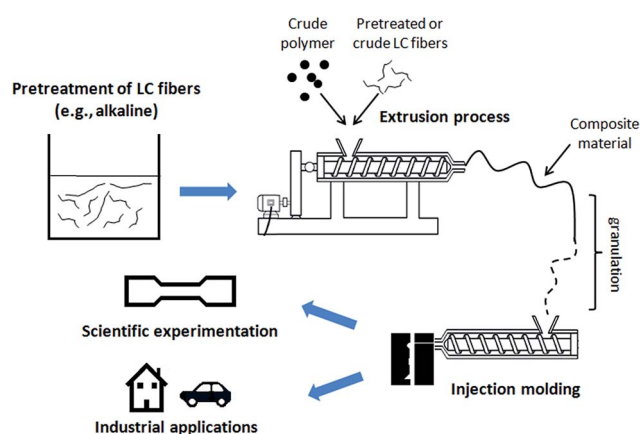 Crude
polymer
Pretreated or
crude LC fibers
Pretreatment of LC fibers
(e.g., alkaline)
Extrusion process
Composite
material
granulation
Scientific experimentation
Injection molding
Industrial applications